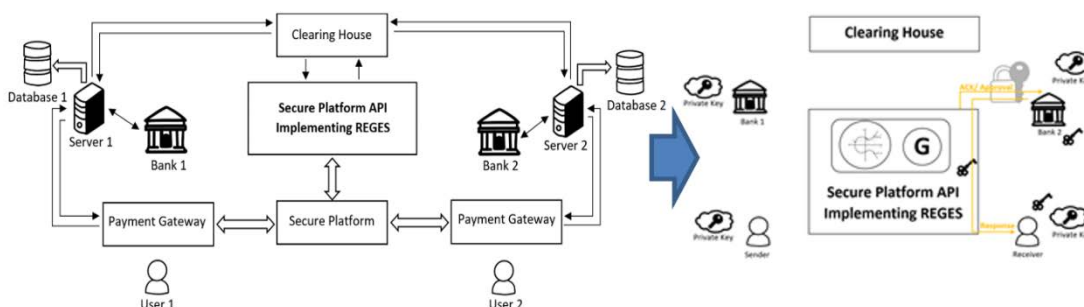 Clearing House
Database 1
Server 1
Bank 1
Secure Platform API
Implementing REGES
Bank 2
Server 2
Database 2
Payment Gateway
Secure Platform
Payment Gateway
User 1
User 2
Private Key
Bank 1
Private Key
Sender
Clearing House
Private K
ACK/ Approval
Bank 2
G
Secure Platform API
Implementing REGES
Private K
Response
Receiver